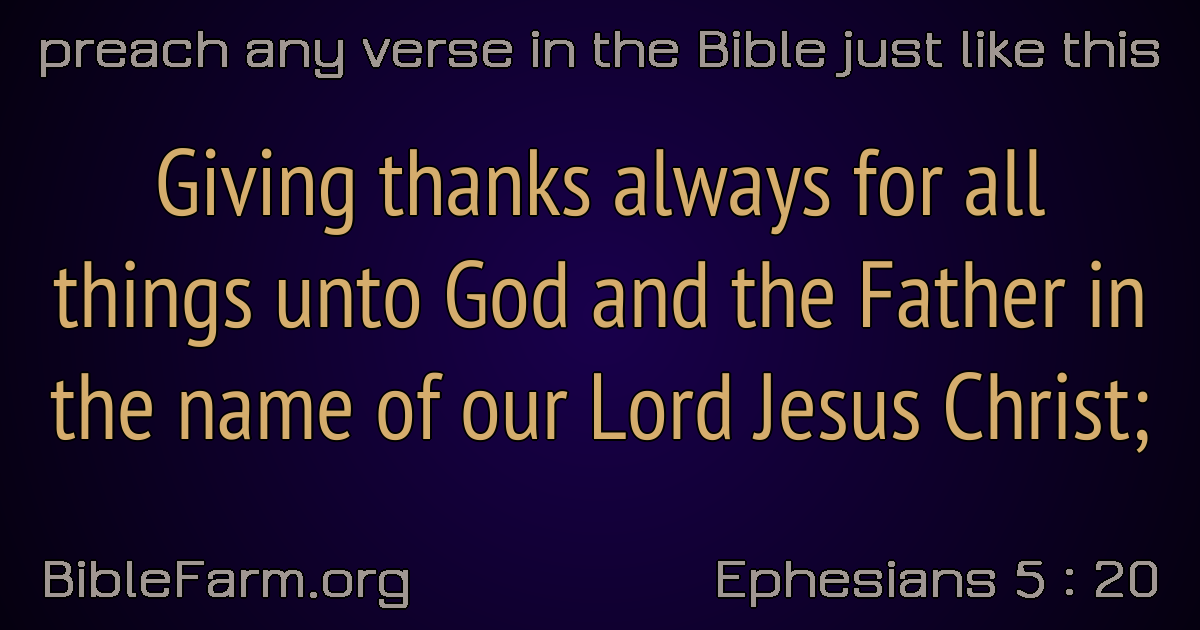 preach any verse in the Bible just like this
Giving thanks always for all
things unto God and the Father in
the name of our Lord Jesus Christ;
BibleFarm.org
Ephesians 5 : 20